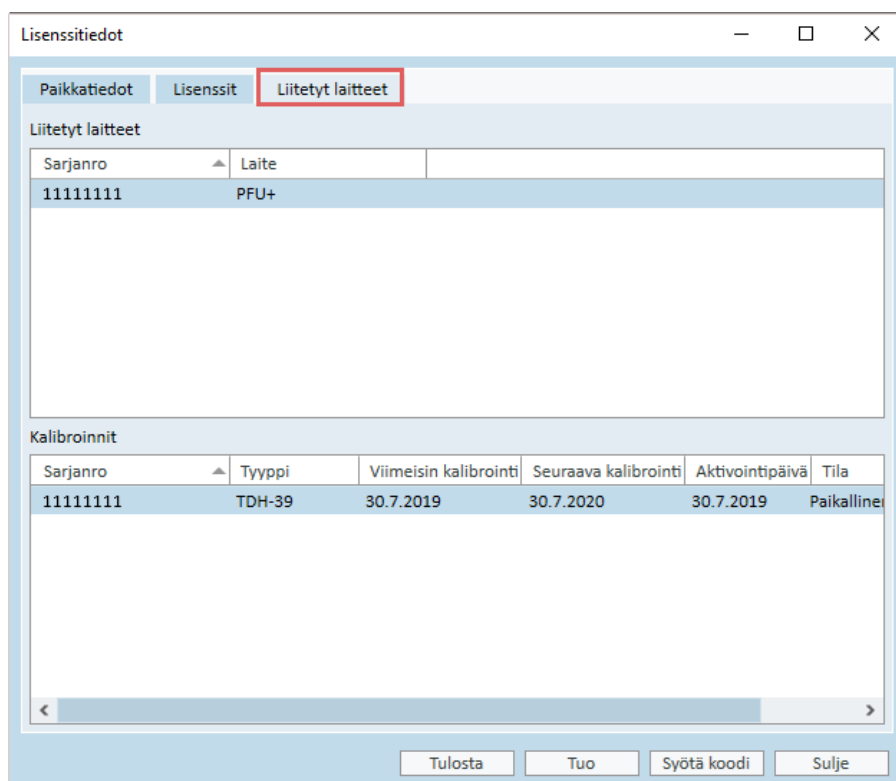 Lisenssitiedot
Paikkatiedot Lisenssit Liitetyt laitteet
Liitetyt laitteet
Sarjanro Laite
11111111 PFU+
Kalibroinnit
Sarjanro Tyyppi Viimeisin kalibrointi Seuraava kalibrointi Aktivointipäivä Tila
11111111 TDH-39 30.7.2019 30.7.2020 30.7.2019 Paikalliner
Tulosta Tuo Syötä koodi Sulje